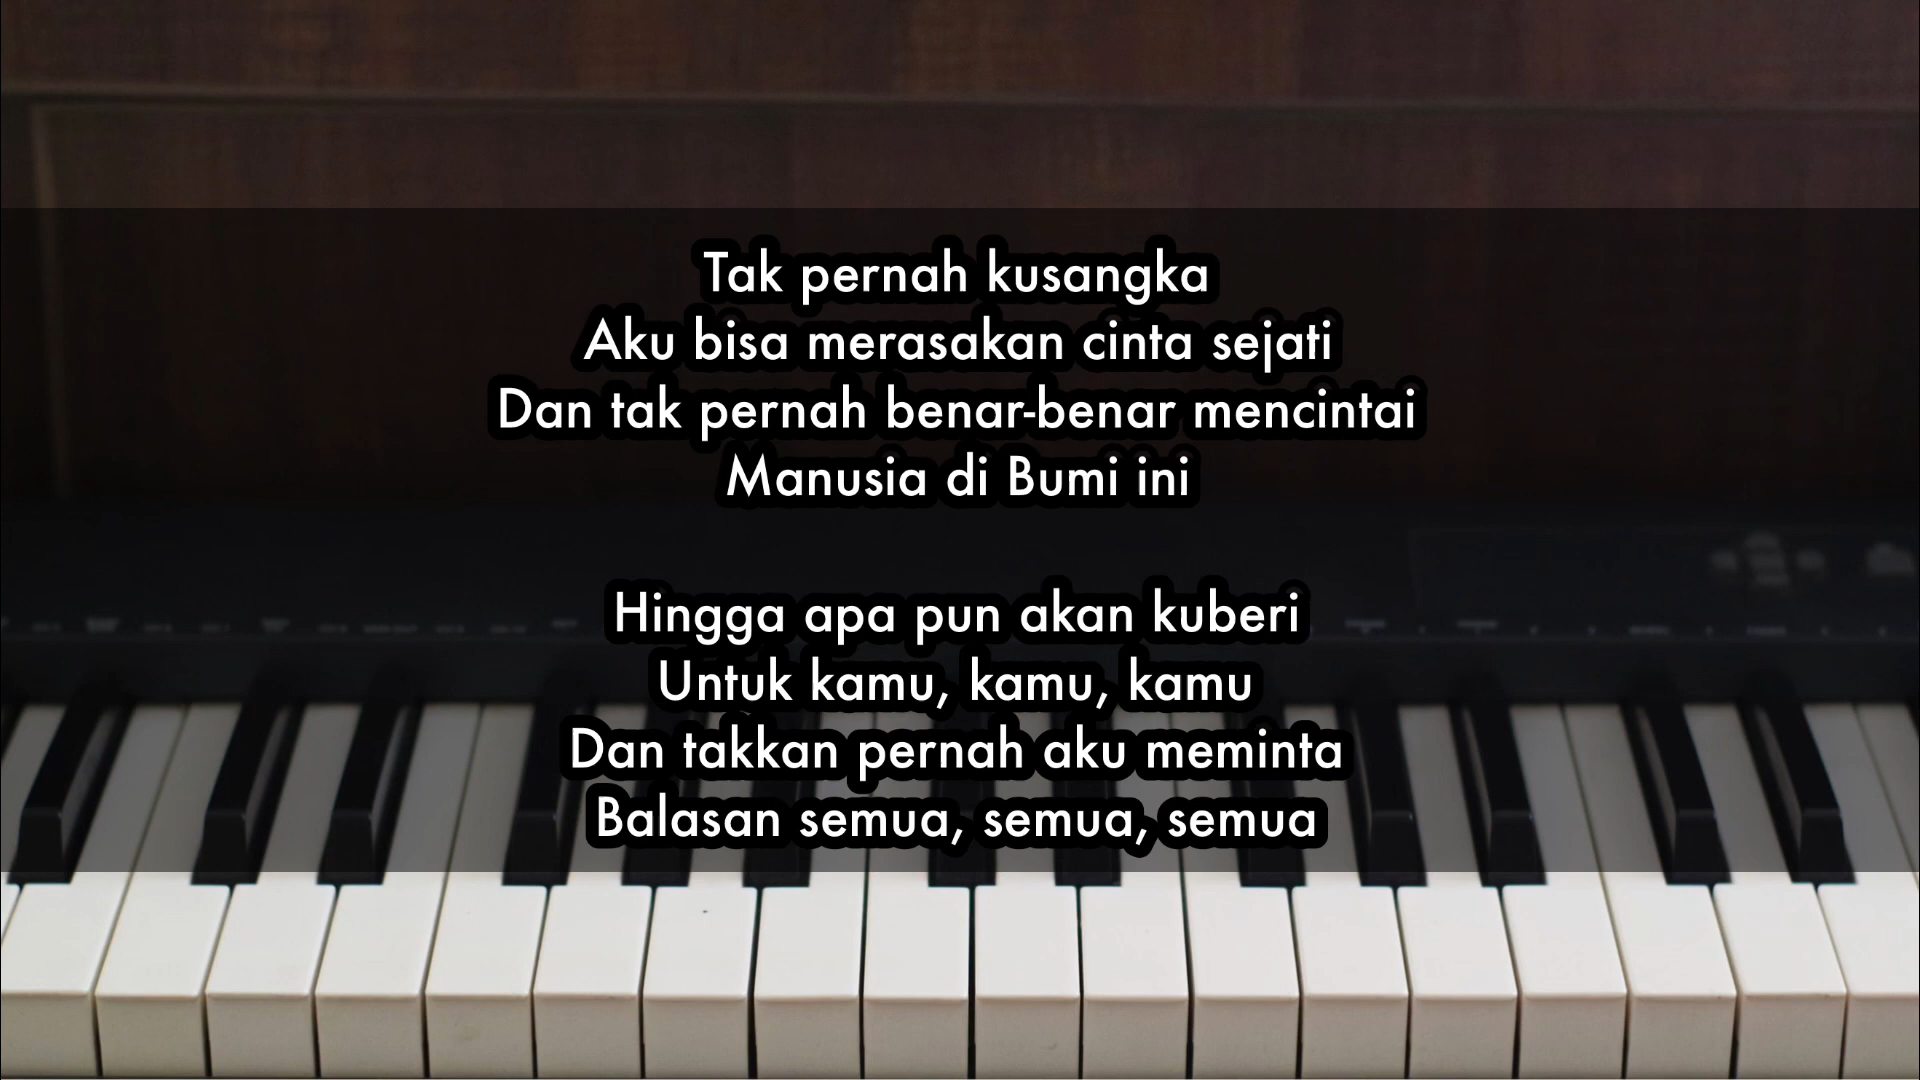 Tak pernah kusangka
Aku bisa merasakan cinta sejati
Dan tak pernah benar-benar mencintai
Manusia di Bumi ini
Hingga apa pun akan kuberi
Untuk kamu, kamu, kamu
Dan takkan pernah aku meminta
Balasan semua, semua, semua